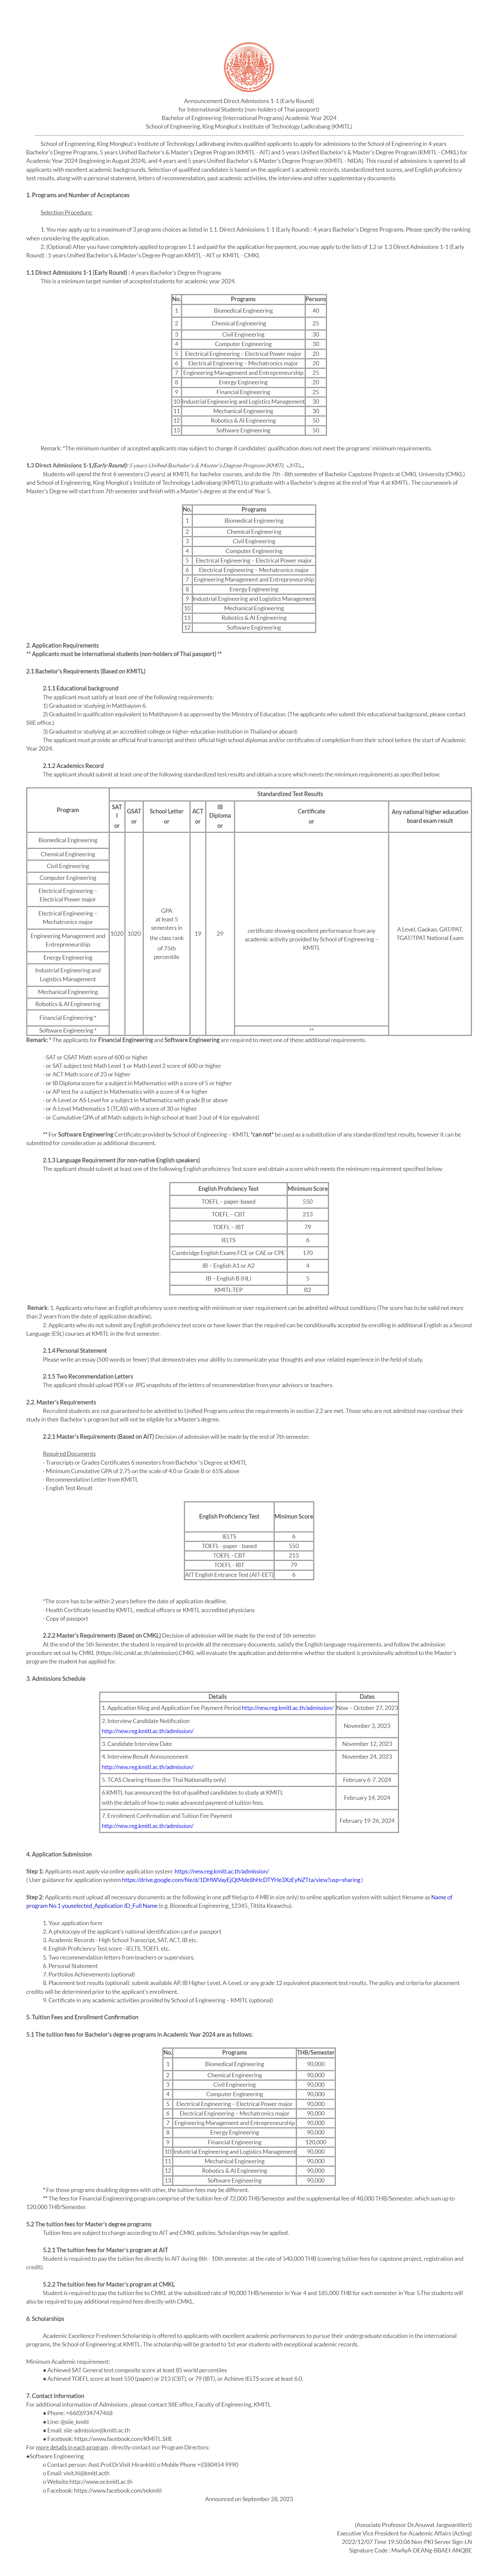 Announcement Direct Admissions 1-1 (Early Round)
for International Students (non-holders of Thai passport)
Bachelor of Engineering (International Programs) Academic Year 2024
School of Engineering, King Mongkut's Institute of Technology Ladkrabang (KMITL)
School of Engineering, King Mongkut's Institute of Technology Ladkrabang (KMITL) invites qualified applicants to apply for admissions to the School of Engineering in 4 years
Bachelor's Degree Programs, 5 years Unified Bachelor's & Master's Degree Program (KMITL - AIT) and 5 years Unified Bachelor's & Master's Degree Program (KMITL - CMKL) for
Academic Year 2024 (beginning in August 2024), and 4 years and 5 years Unified Bachelor's & Master's Degree Program (KMITL - NIDA). This round of admissions is opened to all
applicants with excellent academic backgrounds. Selection of qualified candidates is based on the applicant's academic records, standardized test scores, and English proficiency
test results, along with a personal statement, letters of recommendation, past academic activities, the interview and other supplementary documents.
1. Programs and Number of Acceptances
Selection Procedure:
1. You may apply up to a maximum of 3 programs choices as listed in 1.1. Direct Admissions 1-1 (Early Round) : 4 years Bachelor's Degree Programs. Please specify the ranking
when considering the application.
2. (Optional) After you have completely applied to program 1.1 and paid for the application fee payment, you may apply to the lists of 1.2 or 1.3 Direct Admissions 1-1 (Early
Round) : 5 years Unified Bachelor's & Master's Degree Program KMITL - AIT or KMITL - CMKL
1.1 Direct Admissions 1-1 (Early Round) : 4 years Bachelor's Degree Programs
This is a minimum target number of accepted students for academic year 2024.
No. Programs Persons
1 Biomedical Engineering 40
2 Chemical Engineering 25
3 Civil Engineering 30
4 Computer Engineering 30
5 Electrical Engineering – Electrical Power major 20
6 Electrical Engineering – Mechatronics major 20
7 Engineering Management and Entrepreneurship 25
8 Energy Engineering 20
9 Financial Engineering 25
10 Industrial Engineering and Logistics Management 30
11 Mechanical Engineering 30
12 Robotics & AI Engineering 50
13 Software Engineering 50
Remark: *The minimum number of accepted applicants may subject to change if candidates' qualification does not meet the programs' minimum requirements.
1.3 Direct Admissions 1-1 (Early Round): 5 years Unified Bachelor's & Master's Degree Program (KMITL
Students will spend the first 6 semesters (3 years) at KMITL for bachelor courses, and do the 7th - 8th semesters of Bachelor Capstone Projects at CMKL University (CMKL)
and School of Engineering, King Mongkut's Institute of Technology Ladkrabang (KMITL) to graduate with a Bachelor's degree at the end of Year 4 at KMITL. The coursework of
Master's Degree will start from 7th semester and finish with a Master's degree at the end of Year 5.
No. Programs
1 Biomedical Engineering
2 Chemical Engineering
3 Civil Engineering
4 Computer Engineering
5 Electrical Engineering – Electrical Power major
6 Electrical Engineering – Mechatronics major
7 Engineering Management and Entrepreneurship
8 Energy Engineering
9 Industrial Engineering and Logistics Management
10 Mechanical Engineering
11 Robotics & AI Engineering
12 Software Engineering
2. Application Requirements
** Applicants must be international students (non-holders of Thai passport) **
2.1 Bachelor's Requirements (Based on KMITL)
2.1.1 Educational background
The applicant must satisfy at least one of the following requirements:
1) Graduated or studying in Matthayom 6.
2) Graduated in qualification equivalent to Matthayom 6 as approved by the Ministry of Education. (The applicants who submit this educational background, please contact
SIIE office.)
3) Graduated or studying at an accredited college or higher-education institution in Thailand or aboard.
The applicant must provide an official final transcript and their official high school diplomas and/or certificates of completion from their school before the start of Academic
Year 2024.
2.1.2 Academics Record
The applicant should submit at least one of the following standardized test results and obtain a score which meets the minimum requirements as specified below:
Program
Standardized Test Results
SAT I or
GSAT or
School Letter or
ACT or
IB Diploma or
Certificate or
Any national higher education board exam result
Biomedical Engineering
Chemical Engineering
Civil Engineering
Computer Engineering
Electrical Engineering –
Electrical Power major
Electrical Engineering –
Mechatronics major
Engineering Management and
Entrepreneurship
Energy Engineering
Industrial Engineering and
Logistics Management
Mechanical Engineering
Robotics & AI Engineering
Financial Engineering *
Software Engineering *
1020
1020
GPA
at least 5
semesters in
the class rank
of 75th
percentile
19
29
certificate showing excellent performance from any
academic activity provided by School of Engineering –
KMITL
**
A Level, Gaokao, GAT/PAT,
TGAT/TPAT National Exam
Remark: * The applicants for Financial Engineering and Software Engineering are required to meet one of these additional requirements.
- SAT or GSAT Math score of 600 or higher
- or SAT subject test Math Level 1 or Math Level 2 score of 600 or higher
- or ACT Math score of 23 or higher
- or IB Diploma score for a subject in Mathematics with a score of 5 or higher
- or AP test for a subject in Mathematics with a score of 4 or higher
- or A-Level or AS-Level for a subject in Mathematics with grade B or above
- or A-Level Mathematics 1 (TCAS) with a score of 30 or higher
- or Cumulative GPA of all Math subjects in high school at least 3 out of 4 (or equivalent)
** For Software Engineering Certificate provided by School of Engineering – KMITL *can not* be used as a substitution of any standardized test results, however it can be
submitted for consideration as additional document.
2.1.3 Language Requirement (for non-native English speakers)
The applicant should submit at least one of the following English proficiency Test score and obtain a score which meets the minimum requirement specified below:
English Proficiency Test Minimum Score
TOEFL – paper-based 550
TOEFL – CBT 213
TOEFL – IBT 79
IELTS 6
Cambridge English Exams FCE or CAE or CPE 170
IB – English A1 or A2 4
IB – English B (HL) 5
KMITL-TEP B2
Remark: 1. Applicants who have an English proficiency score meeting with minimum or over requirement can be admitted without conditions (The score has to be valid not more
than 2 years from the date of application deadline).
2. Applicants who do not submit any English proficiency test score or have lower than the required can be conditionally accepted by enrolling in additional English as a Second
Language (ESL) courses at KMITL in the first semester.
2.1.4 Personal Statement
Please write an essay (500 words or fewer) that demonstrates your ability to communicate your thoughts and your related experience in the field of study.
2.1.5 Two Recommendation Letters
The applicant should upload PDFs or JPG snapshots of the letters of recommendation from your advisors or teachers.
2.2. Master's Requirements
Recruited students are not guaranteed to be admitted to Unified Programs unless the requirements in section 2.2 are met. Those who are not admitted may continue their
study in their Bachelor's program but will not be eligible for a Master's degree.
2.2.1 Master's Requirements (Based on AIT) Decision of admission will be made by the end of 7th semester.
Required Documents
- Transcripts or Grades Certificates 6 semesters from Bachelor 's Degree at KMITL
- Minimum Cumulative GPA of 2.75 on the scale of 4.0 or Grade B or 65% above
- Recommendation Letter from KMITL
- English Test Result
English Proficiency Test Minimun Score
IELTS 6
TOEFL - paper - based 550
TOEFL - CBT 213
TOEFL - IBT 79
AIT English Entrance Test (AIT-EET) 6
*The score has to be within 2 years before the date of application deadline.
- Health Certificate issued by KMITL, medical officers or KMITL accredited physicians
- Copy of passport
2.2.2 Master's Requirements (Based on CMKL) Decision of admission will be made by the end of 5th semester.
At the end of the 5th Semester, the student is required to provide all the necessary documents, satisfy the English language requirements, and follow the admission
procedure set out by CMKL (https://eic.cmkl.ac.th/admission).CMKL will evaluate the application and determine whether the student is provisionally admitted to the Master's
program the student has applied for.
3. Admissions Schedule
Details Dates
1. Application filing and Application Fee Payment Period http://new.reg.kmitl.ac.th/admission/ Now – October 27, 2023
2. Interview Candidate Notification
http://new.reg.kmitl.ac.th/admission/ November 3, 2023
3. Candidate Interview Date November 12, 2023
4. Interview Result Announcement November 24, 2023
http://new.reg.kmitl.ac.th/admission/
5. TCAS Clearing House (for Thai Nationality only) February 6-7, 2024
6.KMITL has announced the list of qualified candidates to study at KMITL
with the details of how to make advanced payment of tuition fees. February 14, 2024
7. Enrollment Confirmation and Tuition Fee Payment
http://new.reg.kmitl.ac.th/admission/ February 19-26, 2024
4. Application Submission
Step 1: Applicants must apply via online application system https://new.reg.kmitl.ac.th/admission/
( User guidance for application system https://drive.google.com/file/d/1DHWVayEjQtMde8hHcDTYHe3XzEyNZTta/view?usp=sharing )
Step 2: Applicants must upload all necessary documents as the following in one pdf file(up to 4 MB in size only) to online application system with subject filename as Name of
program No.1 youselected_Application ID_Full Name (e.g. Biomedical Engineering_12345_Tittita Keawchu).
1. Your application form
2. A photocopy of the applicant's national identification card or passport
3. Academic Records - High School Transcript, SAT, ACT, IB etc.
4. English Proficiency Test score - IELTS, TOEFL etc.
5. Two recommendation letters from teachers or supervisors.
6. Personal Statement
7. Portfolios Achievements (optional)
8. Placement test results (optional): submit available AP, IB Higher Level, A-Level, or any grade 12 equivalent placement test results. The policy and criteria for placement
credits will be determined prior to the applicant's enrollment.
9. Certificate in any academic activities provided by School of Engineering – KMITL (optional)
5. Tuition Fees and Enrollment Confirmation
5.1 The tuition fees for Bachelor's degree programs in Academic Year 2024 are as follows:
No. Programs THB/Semester
1 Biomedical Engineering 90,000
2 Chemical Engineering 90,000
3 Civil Engineering 90,000
4 Computer Engineering 90,000
5 Electrical Engineering – Electrical Power major 90,000
6 Electrical Engineering – Mechatronics major 90,000
7 Engineering Management and Entrepreneurship 90,000
8 Energy Engineering 90,000
9 Financial Engineering 120,000
10 Industrial Engineering and Logistics Management 90,000
11 Mechanical Engineering 90,000
12 Robotics & AI Engineering 90,000
13 Software Engineering 90,000
* For those programs doubling degrees with other, the tuition fees may be different.
** The fees for Financial Engineering program comprise of the tuition fee of 72,000 THB/Semester and the supplemental fee of 48,000 THB/Semester, which sum up to
120,000 THB/Semester.
5.2 The tuition fees for Master's degree programs
Tuition fees are subject to change according to AIT and CMKL policies. Scholarships may be applied.
5.2.1 The tuition fees for Master's program at AIT
Student is required to pay the tuition fee directly to AIT during 8th - 10th semester. at the rate of 540,000 THB (covering tuition fees for capstone project, registration and
credit).
5.2.2 The tuition fees for Master's program at CMKL
Student is required to pay the tuition fee to CMKL at the subsidized rate of 90,000 THB/semester in Year 4 and 185,000 THB for each semester in Year 5.The students will
also be required to pay additional required fees directly with CMKL.
6. Scholarships
Academic Excellence Freshmen Scholarship is offered to applicants with excellent academic performances to pursue their undergraduate education in the international
programs, the School of Engineering at KMITL. The scholarship will be granted to 1st year students with exceptional academic records.
Minimum Academic requirement:
● Achieved SAT General test composite score at least 85 world percentiles
● Achieved TOEFL score at least 550 (paper) or 213 (CBT), or 79 (IBT), or Achieve IELTS score at least 6.0.
7. Contact Information
For additional information of Admissions , please contact SIIE office, Faculty of Engineering, KMITL
● Phone: +66(0)934747468
● Line: @siie_kmitl
● Email: siie-admission@kmitl.ac.th
● Facebook: https://www.facebook.com/KMITL.SIIE
For more details in each program , directly contact our Program Directors:
●Software Engineering
o Contact person: Asst.Prof.Dr.Visit Hirankitti o Mobile Phone +(0)80454 9990
o Email: visit.hi@kmitl.acth
o Website:http://www.se.kmitl.ac.th
o Facebook: https://www.facebook.com/sekmitl
Announced on September 28, 2023
(Associate Professor Dr.Anuwat Jangwanitlert)
Executive Vice President for Academic Affairs (Acting)
2022/12/07 Time 19:50:06 Non-PKI Server Sign-LN
Signature Code : MwAyA-DEANg-BBAEI-ANQBE